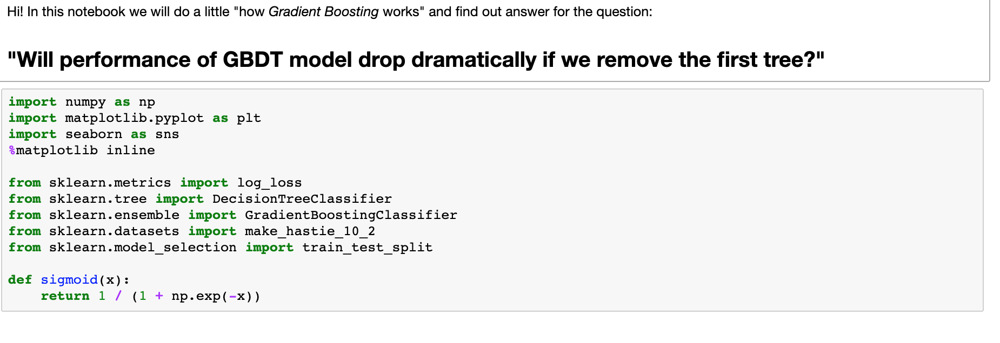 Hi! In this notebook we will do a little "how Gradient Boosting works" and find out answer for the question:
"Will performance of GBDT model drop dramatically if we remove the first tree?"
import numpy as np
import matplotlib.pyplot as plt
import seaborn as sns
%matplotlib inline
from sklearn.metrics import log_loss
from sklearn.tree import DecisionTreeClassifier
from sklearn.ensemble import GradientBoostingClassifier
from sklearn.datasets import make_hastie_10_2
from sklearn.model_selection import train_test_split
def sigmoid(x):
    return 1 / (1 + np.exp(-x))